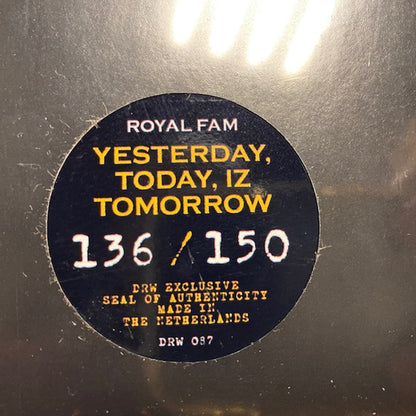 ROYAL FAM
YESTERDAY,
TODAY, IZ
TOMORROW
136 / 150
DRW EXCLUSIVE
SEAL OF AUTHENTICITY
MADE IN
THE NETHERLANDS
DRW 087